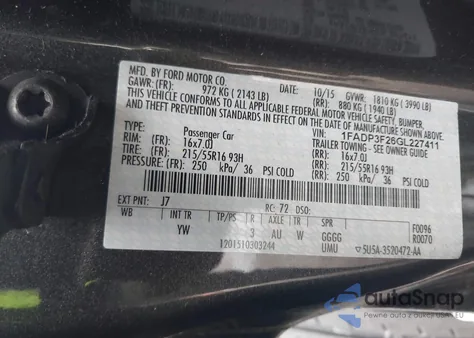 MFD. BY FORD MOTOR CO.
DATE: 10/15 GVWR: 1810 KG ( 3990 LB)
GAWR: (FR): 972 KG ( 2143 LB) (RR): 880 KG ( 1940 LB)
THIS VEHICLE CONFORMS TO ALL APPLICABLE FEDERAL MOTOR VEHICLE SAFETY, BUMPER,
AND THEFT PREVENTION STANDARDS IN EFFECT ON THE DATE OF MANUFACTURE SHOWN ABOVE.
VIN: 1FADP3F26GL227411
TYPE: Passenger Car TRAILER TOWING - SEE OWNER GUIDE
RIM: (FR): 16x7.0J (RR): 16x7.0J
TIRE: (FR): 215/55R16 93H (RR): 215/55R16 93H
PRESSURE: (FR): 250 kPa/ 36 PSI (RR): 250 kPa/ 36 PSI
EXT PNT: J7 RC: 72 DSO:
F0096
R0070
WB INT TR TP/PS R AXLE TR SPR
YW 3 AU W GGGG
1201510303244 UMU 5U5A-3520472-AA
autoSnap
Pewne auta z USA i EU